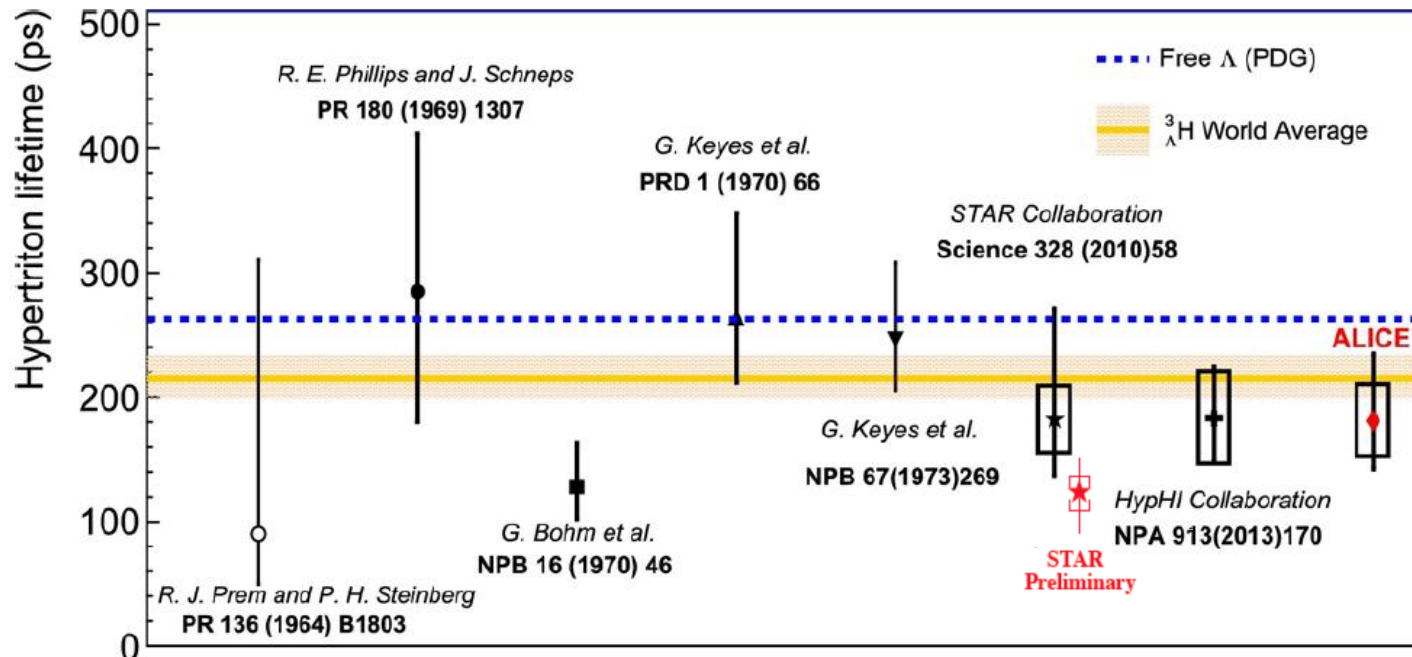 Hypertriton lifetime (ps)
500
400
300
200
100
0
R. E. Phillips and J. Schneps
PR 180 (1969) 1307
Free Λ (PDG)
³ΛH World Average
G. Keyes et al.
PRD 1 (1970) 66
STAR Collaboration
Science 328 (2010)58
ALICE
G. Keyes et al.
NPB 67(1973)269
G. Bohm et al.
NPB 16 (1970) 46
HypHI Collaboration
NPA 913(2013)170
STAR
Preliminary
R. J. Prem and P. H. Steinberg
PR 136 (1964) B1803